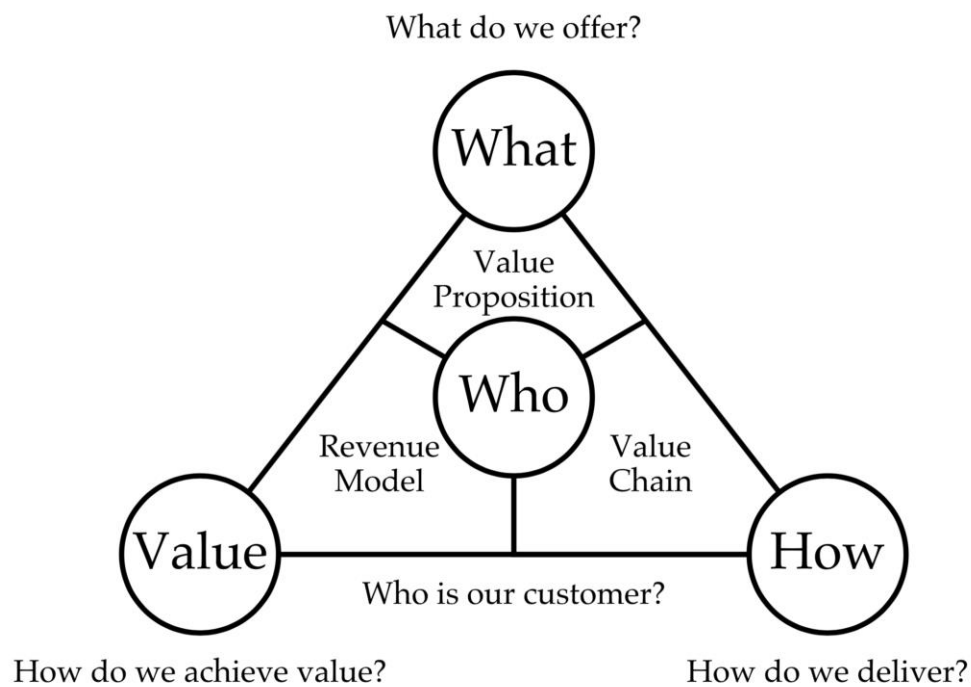 What do we offer?
What
Value
Proposition
Who
Revenue
Model
Value
Chain
Value
How
Who is our customer?
How do we achieve value?
How do we deliver?